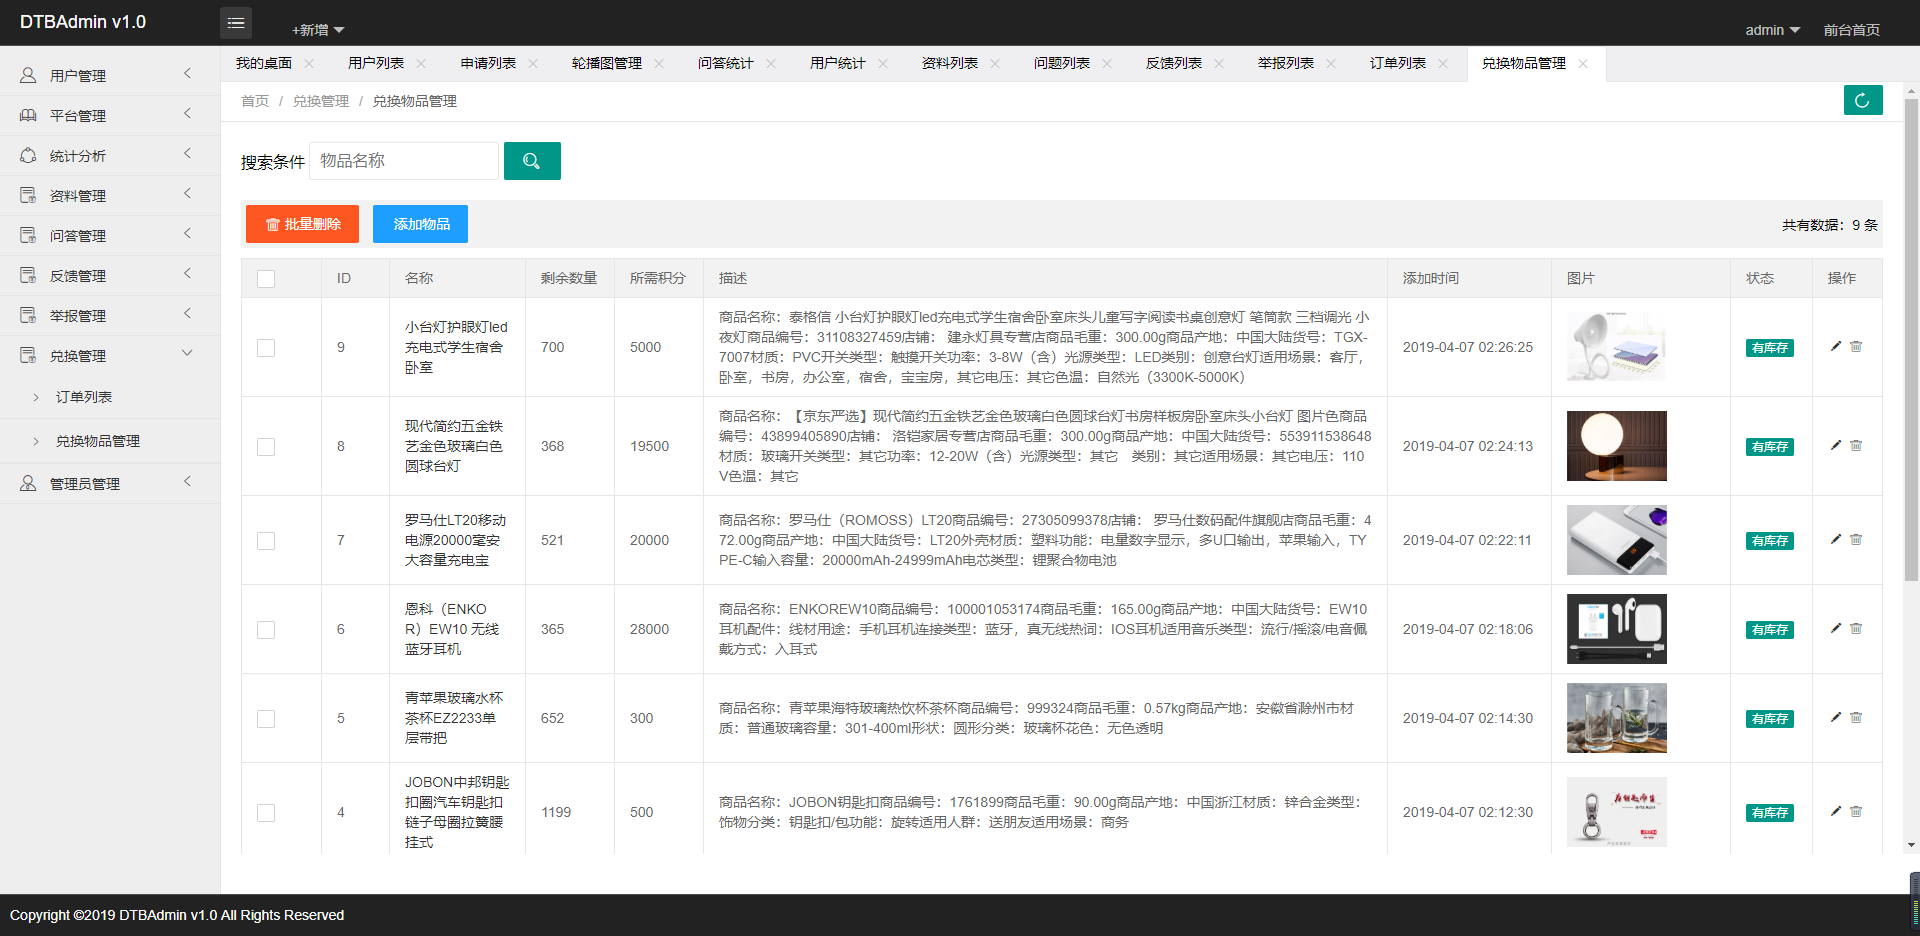 DTBAdmin v1.0
+新增
admin
前台首页
用户管理
平台管理
统计分析
资料管理
问答管理
反馈管理
举报管理
兑换管理
订单列表
兑换物品管理
管理员管理
我的桌面 用户列表 申请列表 轮播图管理 问答统计 用户统计 资料列表 问题列表 反馈列表 举报列表 订单列表 兑换物品管理
首页 / 兑换管理 / 兑换物品管理
搜索条件 物品名称
批量删除 添加物品 共有数据：9 条
ID 名称 剩余数量 所需积分 描述 添加时间 图片 状态 操作
9
小台灯护眼灯led
充电式学生宿舍
卧室
700
5000
商品名称：泰格信 小台灯护眼灯led充电式学生宿舍卧室床头儿童写字阅读书桌创意灯 笔筒款 三档调光 小
夜灯商品编号：31108327459店铺： 建永灯具专营店商品毛重：300.00g商品产地：中国大陆货号：TGX-
7007材质：PVC开关类型：触摸开关功率：3-8W（含）光源类型：LED类别：创意台灯适用场景：客厅，
卧室，书房，办公室，宿舍，宝宝房，其它电压：其它色温：自然光（3300K-5000K）
2019-04-07 02:26:25
有库存
8
现代简约五金铁
艺金色玻璃白色
圆球台灯
368
19500
商品名称：【京东严选】现代简约五金铁艺金色玻璃白色圆球台灯书房样板房卧室床头小台灯 图片色商品
编号：43899405890店铺： 洛铠家居专营店商品毛重：300.00g商品产地：中国大陆货号：553911538648
材质：玻璃开关类型：其它功率：12-20W（含）光源类型：其它 类别：其它适用场景：其它电压：110
V色温：其它
2019-04-07 02:24:13
有库存
7
罗马仕LT20移动
电源20000毫安
大容量充电宝
521
20000
商品名称：罗马仕（ROMOSS）LT20商品编号：27305099378店铺： 罗马仕数码配件旗舰店商品毛重：4
72.00g商品产地：中国大陆货号：LT20外壳材质：塑料功能：电量数字显示，多U口输出，苹果输入，TY
PE-C输入容量：20000mAh-24999mAh电芯类型：锂聚合物电池
2019-04-07 02:22:11
有库存
6
恩科（ENKO
R）EW10 无线
蓝牙耳机
365
28000
商品名称：ENKOREW10商品编号：100001053174商品毛重：165.00g商品产地：中国大陆货号：EW10
耳机配件：线材用途：手机耳机连接类型：蓝牙，真无线热词：IOS耳机适用音乐类型：流行/摇滚/电音佩
戴方式：入耳式
2019-04-07 02:18:06
有库存
5
青苹果玻璃水杯
茶杯EZ2233单
层带把
652
300
商品名称：青苹果海特玻璃热饮杯茶杯商品编号：999324商品毛重：0.57kg商品产地：安徽省滁州市材
质：普通玻璃容量：301-400ml形状：圆形分类：玻璃杯花色：无色透明
2019-04-07 02:14:30
有库存
4
JOBON中邦钥匙
扣圈汽车钥匙扣
链子母圈拉簧腰
挂式
1199
500
商品名称：JOBON钥匙扣商品编号：1761899商品毛重：90.00g商品产地：中国浙江材质：锌合金类型：
饰物分类：钥匙扣/包功能：旋转适用人群：送朋友适用场景：商务
2019-04-07 02:12:30
有库存
Copyright ©2019 DTBAdmin v1.0 All Rights Reserved